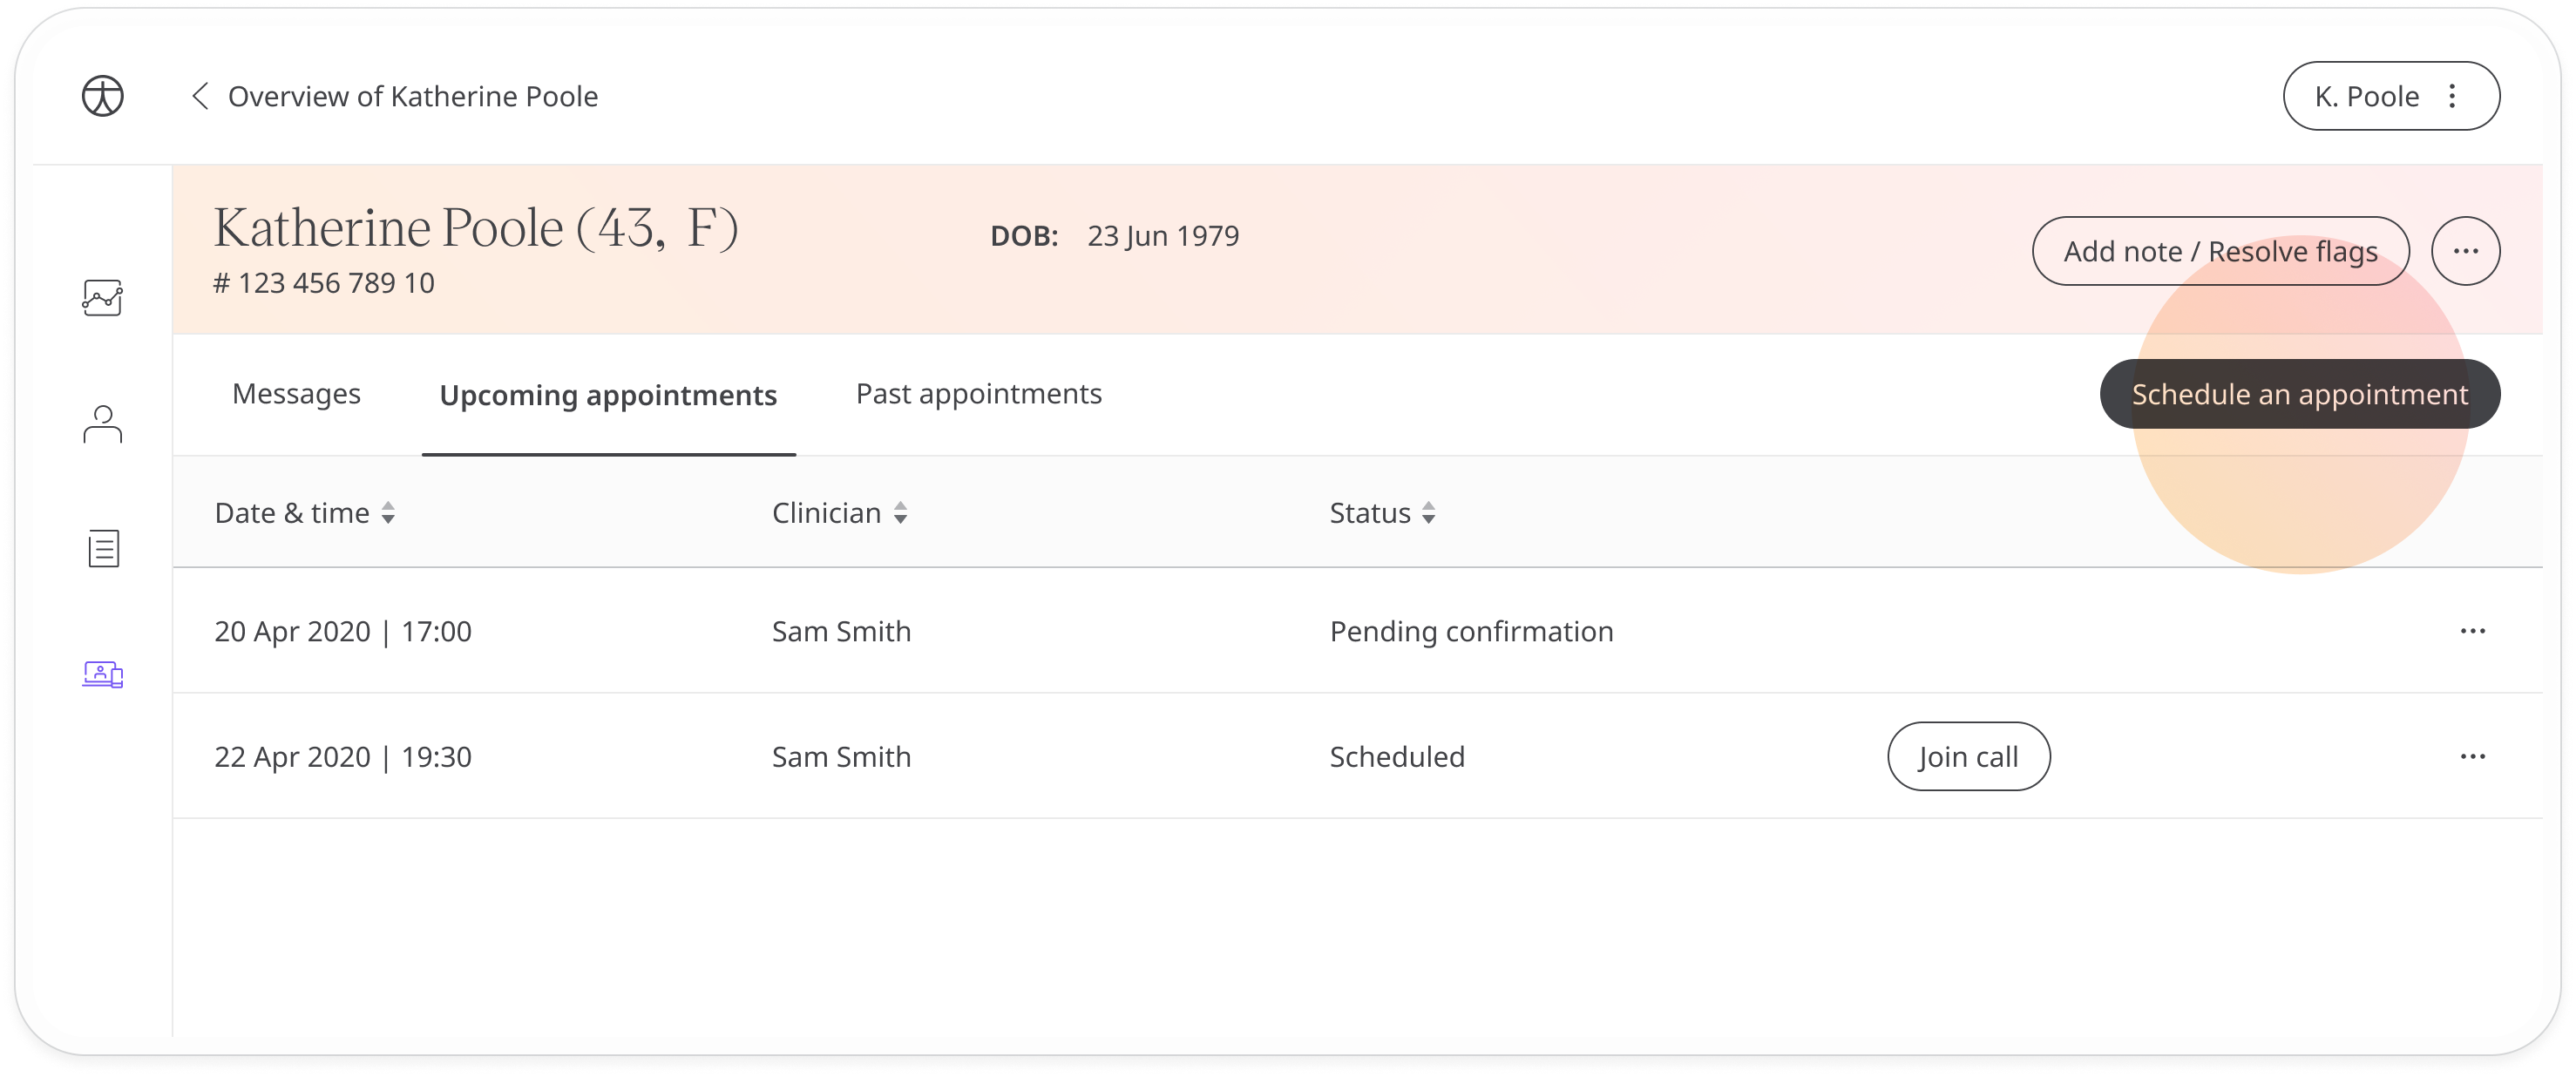 Overview of Katherine Poole
K. Poole
Katherine Poole (43, F)
DOB: 23 Jun 1979
# 123 456 789 10
Add note / Resolve flags
Messages
Upcoming appointments
Past appointments
Schedule an appointment
Date & time
Clinician
Status
20 Apr 2020 | 17:00
Sam Smith
Pending confirmation
22 Apr 2020 | 19:30
Sam Smith
Scheduled
Join call